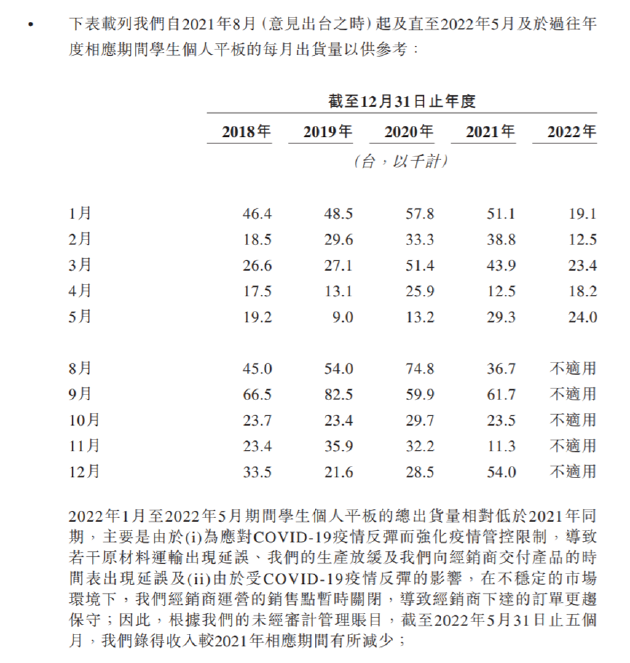 • 下表載列我們自2021年8月(意見出台之時)起及直至2022年5月及於過往年
度相應期間學生個人平板的每月出貨量以供參考：
截至12月31日止年度
2018年 2019年 2020年 2021年 2022年
(台，以千計)
1月 46.4 48.5 57.8 51.1 19.1
2月 18.5 29.6 33.3 38.8 12.5
3月 26.6 27.1 51.4 43.9 23.4
4月 17.5 13.1 25.9 12.5 18.2
5月 19.2 9.0 13.2 29.3 24.0
8月 45.0 54.0 74.8 36.7 不適用
9月 66.5 82.5 59.9 61.7 不適用
10月 23.7 23.4 29.7 23.5 不適用
11月 23.4 35.9 32.2 11.3 不適用
12月 33.5 21.6 28.5 54.0 不適用
2022年1月至2022年5月期間學生個人平板的總出貨量相對低於2021年同
期，主要是由於(i)為應對COVID-19疫情反彈而強化疫情管控限制，導致
若干原材料運輸出現延誤、我們的生產放緩及我們向經銷商交付產品的時
間表出現延誤及(ii)由於受COVID-19疫情反彈的影響，在不穩定的市場
環境下，我們經銷商運營的銷售點暫時關閉，導致經銷商下達的訂單更趨
保守；因此，根據我們的未經審計管理賬目，截至2022年5月31日止五個
月，我們錄得收入較2021年相應期間有所減少；